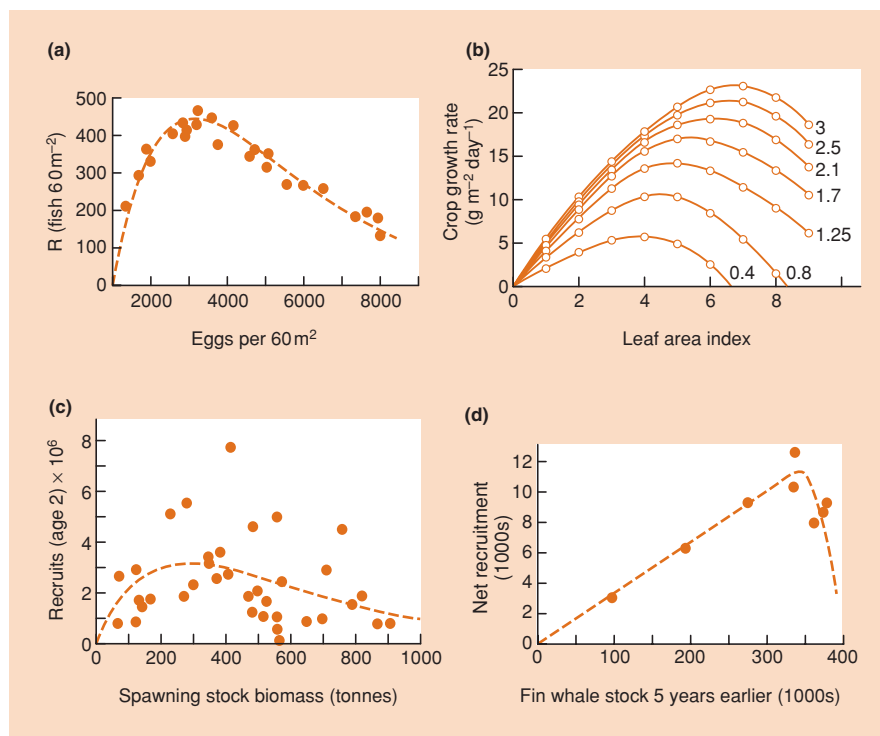 (a)
500
400
300
200
100
0
R (fish 60 m⁻²)
2000 4000 6000 8000
Eggs per 60 m²
(b)
25
20
15
10
5
0
Crop growth rate
(g m⁻² day⁻¹)
3
2.5
2.1
1.7
1.25
0.8
0.4
0 2 4 6 8
Leaf area index
(c)
8
6
4
2
0
Recruits (age 2) × 10⁶
0 200 400 600 800 1000
Spawning stock biomass (tonnes)
(d)
12
10
8
6
4
2
0
Net recruitment
(1000s)
0 100 200 300 400
Fin whale stock 5 years earlier (1000s)